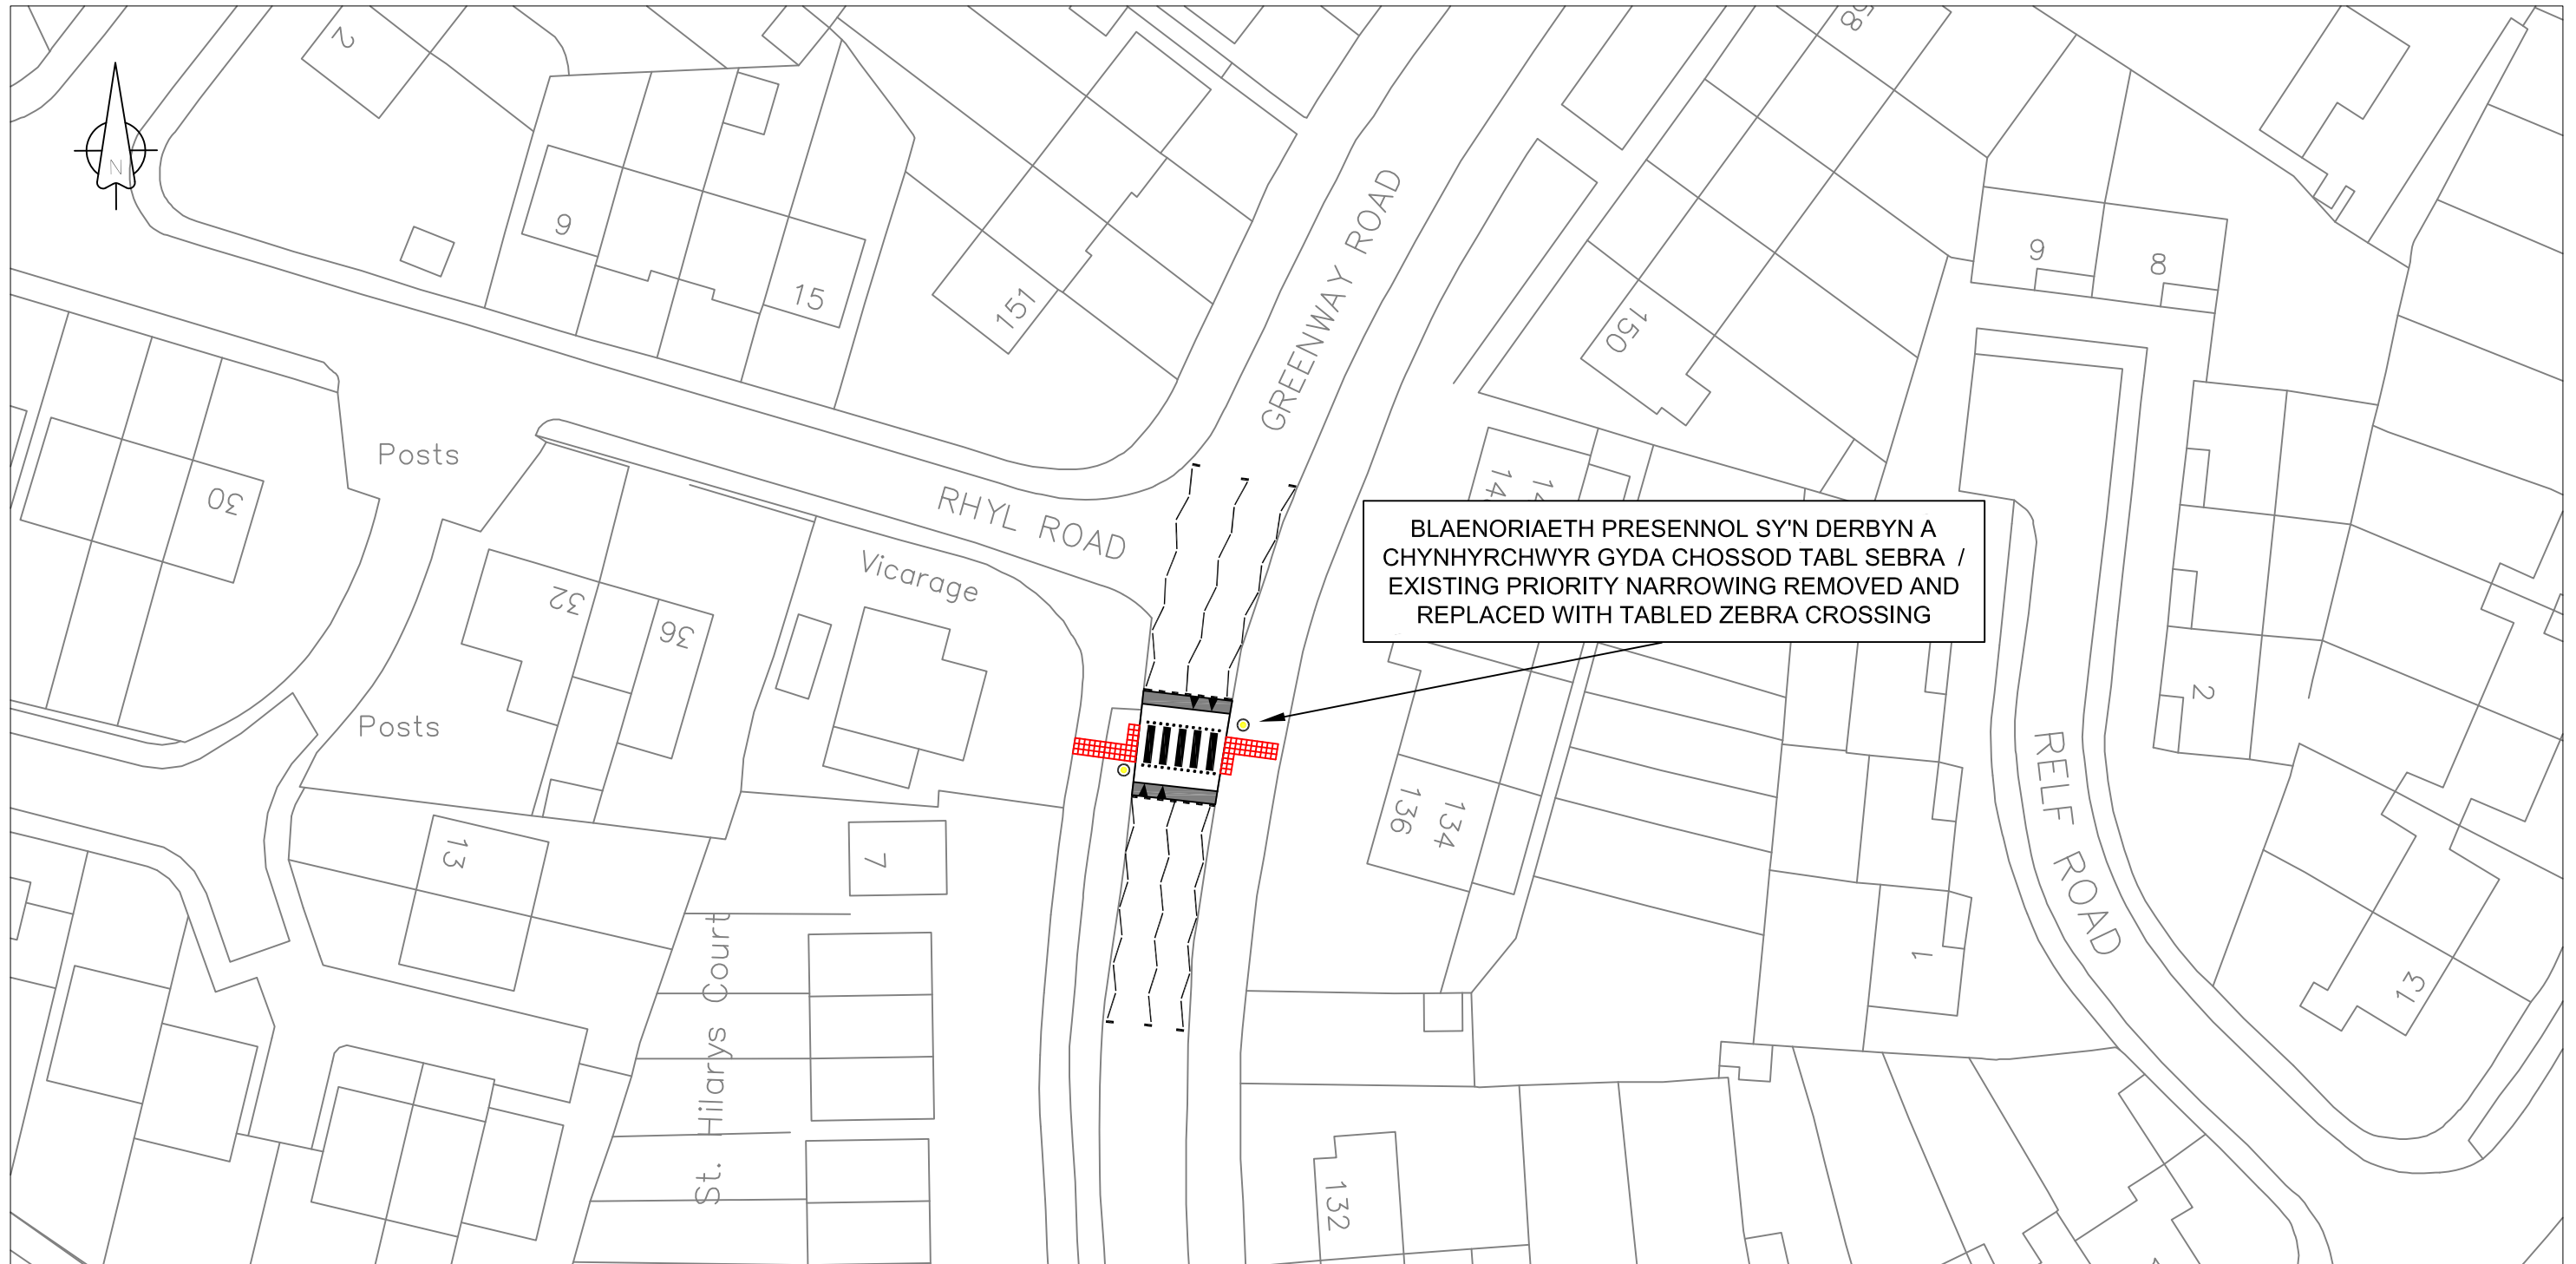 2
58
N
9
15
151
GREENWAY ROAD
150
9
8
Posts
30
RHYL ROAD
Vicarage
BLAENORIAETH PRESENNOL SY'N DERBYN A
CHYNHYRCHWYR GYDA CHOSSOD TABL SEBRA /
EXISTING PRIORITY NARROWING REMOVED AND
REPLACED WITH TABLED ZEBRA CROSSING
32
36
2
Posts
136
134
RELF ROAD
13
7
St. Hilarys Court
1
13
132